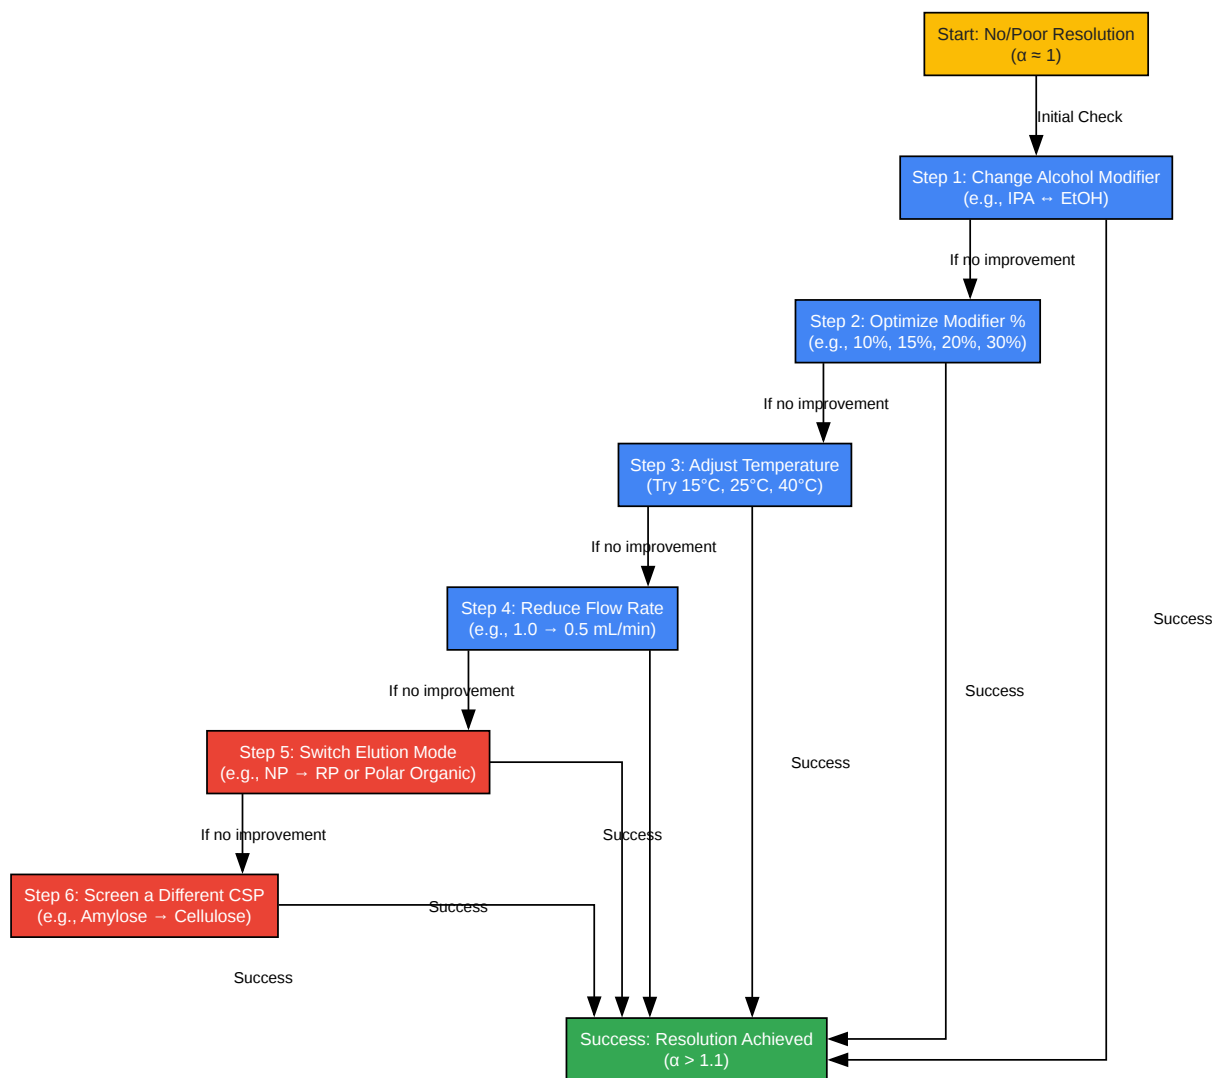 Start: No/Poor Resolution
(α ≈ 1)
Initial Check
Step 1: Change Alcohol Modifier
(e.g., IPA ↔ EtOH)
If no improvement
Step 2: Optimize Modifier %
(e.g., 10%, 15%, 20%, 30%)
If no improvement
Step 3: Adjust Temperature
(Try 15°C, 25°C, 40°C)
If no improvement
Step 4: Reduce Flow Rate
(e.g., 1.0 → 0.5 mL/min)
Success
If no improvement
Success
Step 5: Switch Elution Mode
(e.g., NP → RP or Polar Organic)
Success
If no improvement
Success
Step 6: Screen a Different CSP
(e.g., Amylose → Cellulose)
Success
Success
Success: Resolution Achieved
(α > 1.1)